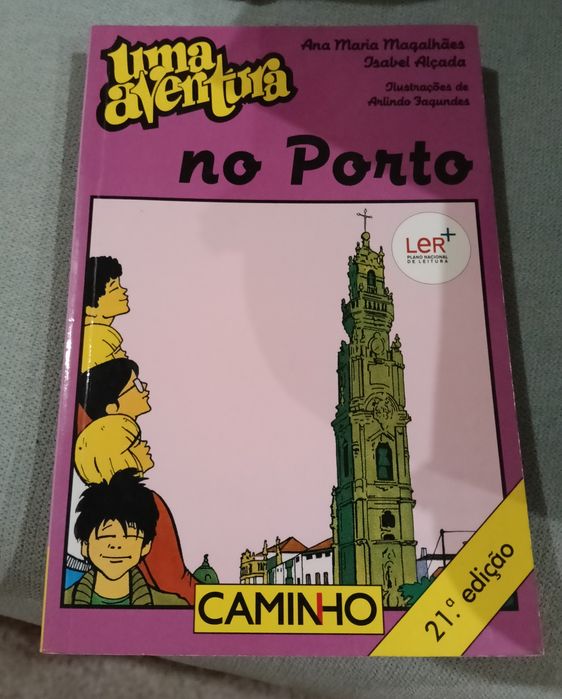 uma
aventura
Ana Maria Magalhães
Isabel Alçada
Ilustrações de
Arlindo Fagundes
no Porto
LeR+
PLANO NACIONAL
DE LEITURA
CAMINHO
21.ª edição